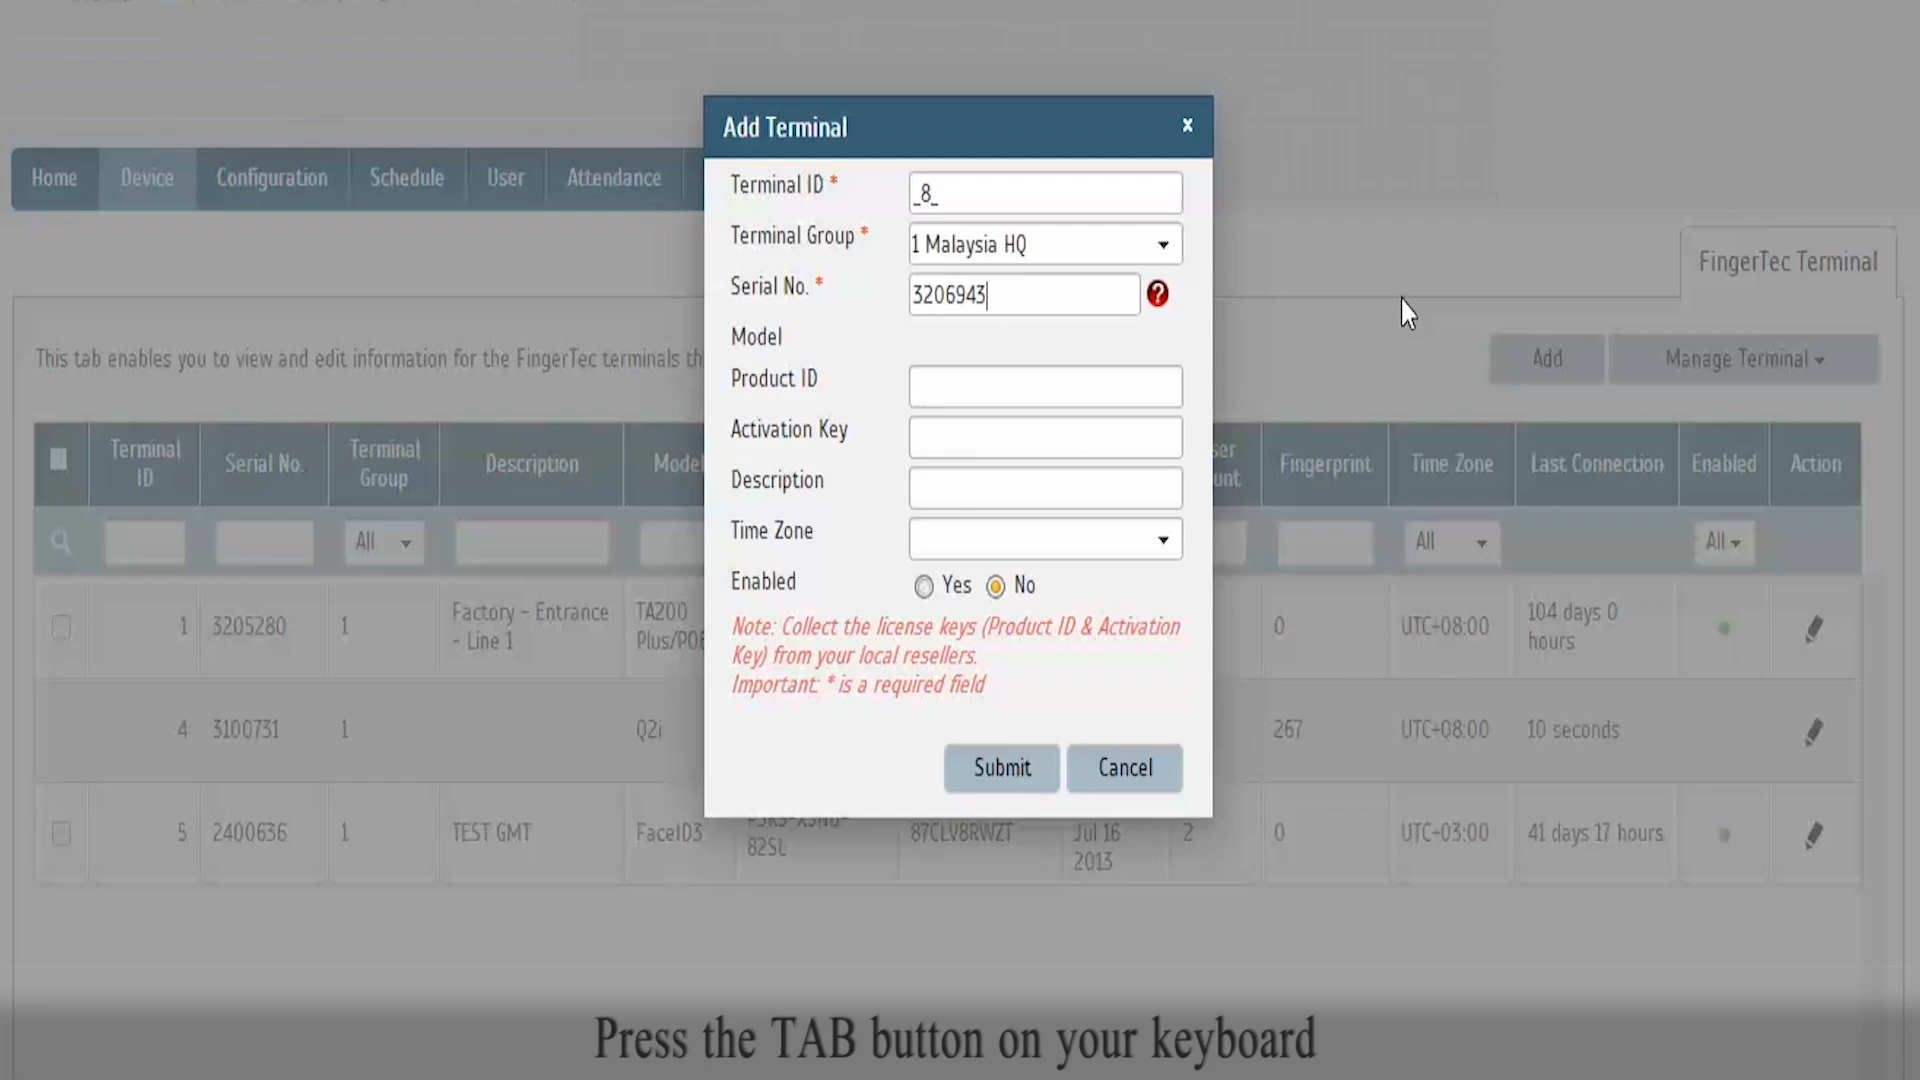 Home Device Configuration Schedule User Attendance
FingerTec Terminal
This tab enables you to view and edit information for the FingerTec terminals
Add Manage Terminal
Terminal ID Serial No. Terminal Group Description Model Fingerprint Time Zone Last Connection Enabled Action
All All All
1 3205280 1 Factory - Entrance - Line 1 TA200 0 UTC+08:00 104 days 0 hours
4 3100731 1 Q2i 267 UTC+08:00 10 seconds
5 2400636 1 TEST GMT FaceID3 82SL 87CLV8RWZT Jul 16 2013 2 0 UTC+03:00 41 days 17 hours
Add Terminal x
Terminal ID * _8_
Terminal Group * 1 Malaysia HQ
Serial No. * 3206943 ?
Model
Product ID
Activation Key
Description
Time Zone
Enabled Yes No
Note: Collect the license keys (Product ID & Activation
Key) from your local resellers.
Important: * is a required field
Submit Cancel
Press the TAB button on your keyboard